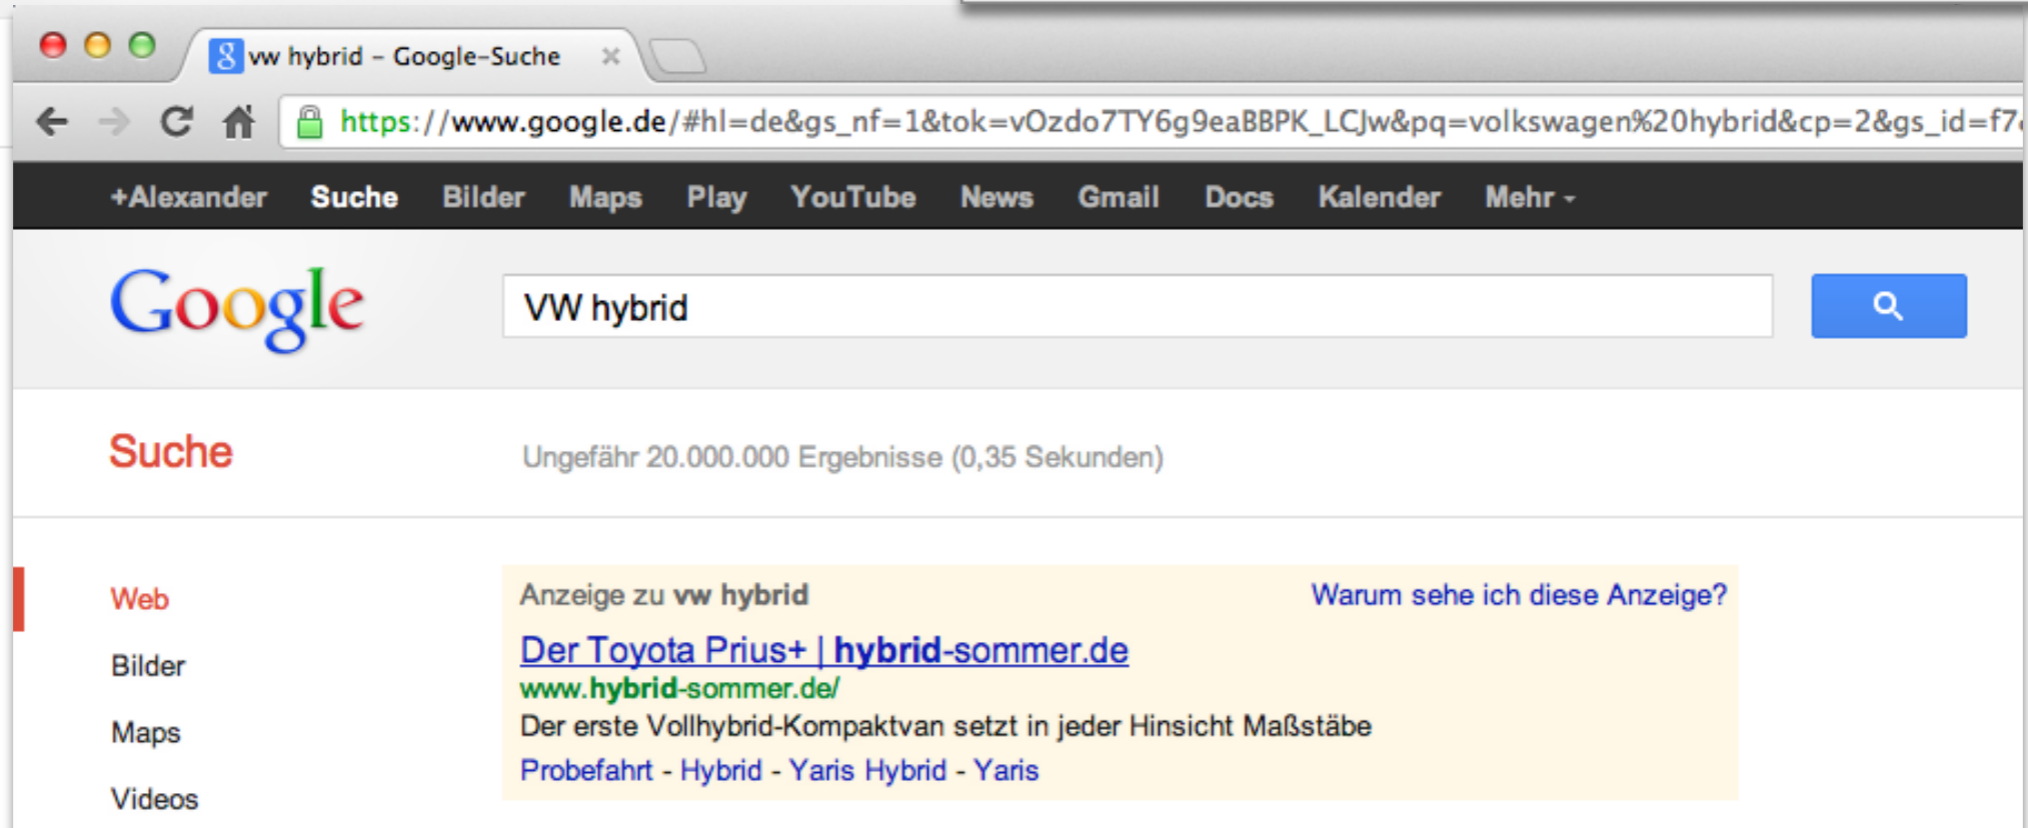 vw hybrid – Google-Suche
https://www.google.de/#hl=de&gs_nf=1&tok=vOzdo7TY6g9eaBBPK_LCJw&pq=volkswagen%20hybrid&cp=2&gs_id=f7
+Alexander Suche Bilder Maps Play YouTube News Gmail Docs Kalender Mehr
Google VW hybrid
Suche Ungefähr 20.000.000 Ergebnisse (0,35 Sekunden)
Web
Bilder
Maps
Videos
Anzeige zu vw hybrid Warum sehe ich diese Anzeige?
Der Toyota Prius+ | hybrid-sommer.de
www.hybrid-sommer.de/
Der erste Vollhybrid-Kompaktvan setzt in jeder Hinsicht Maßstäbe
Probefahrt - Hybrid - Yaris Hybrid - Yaris